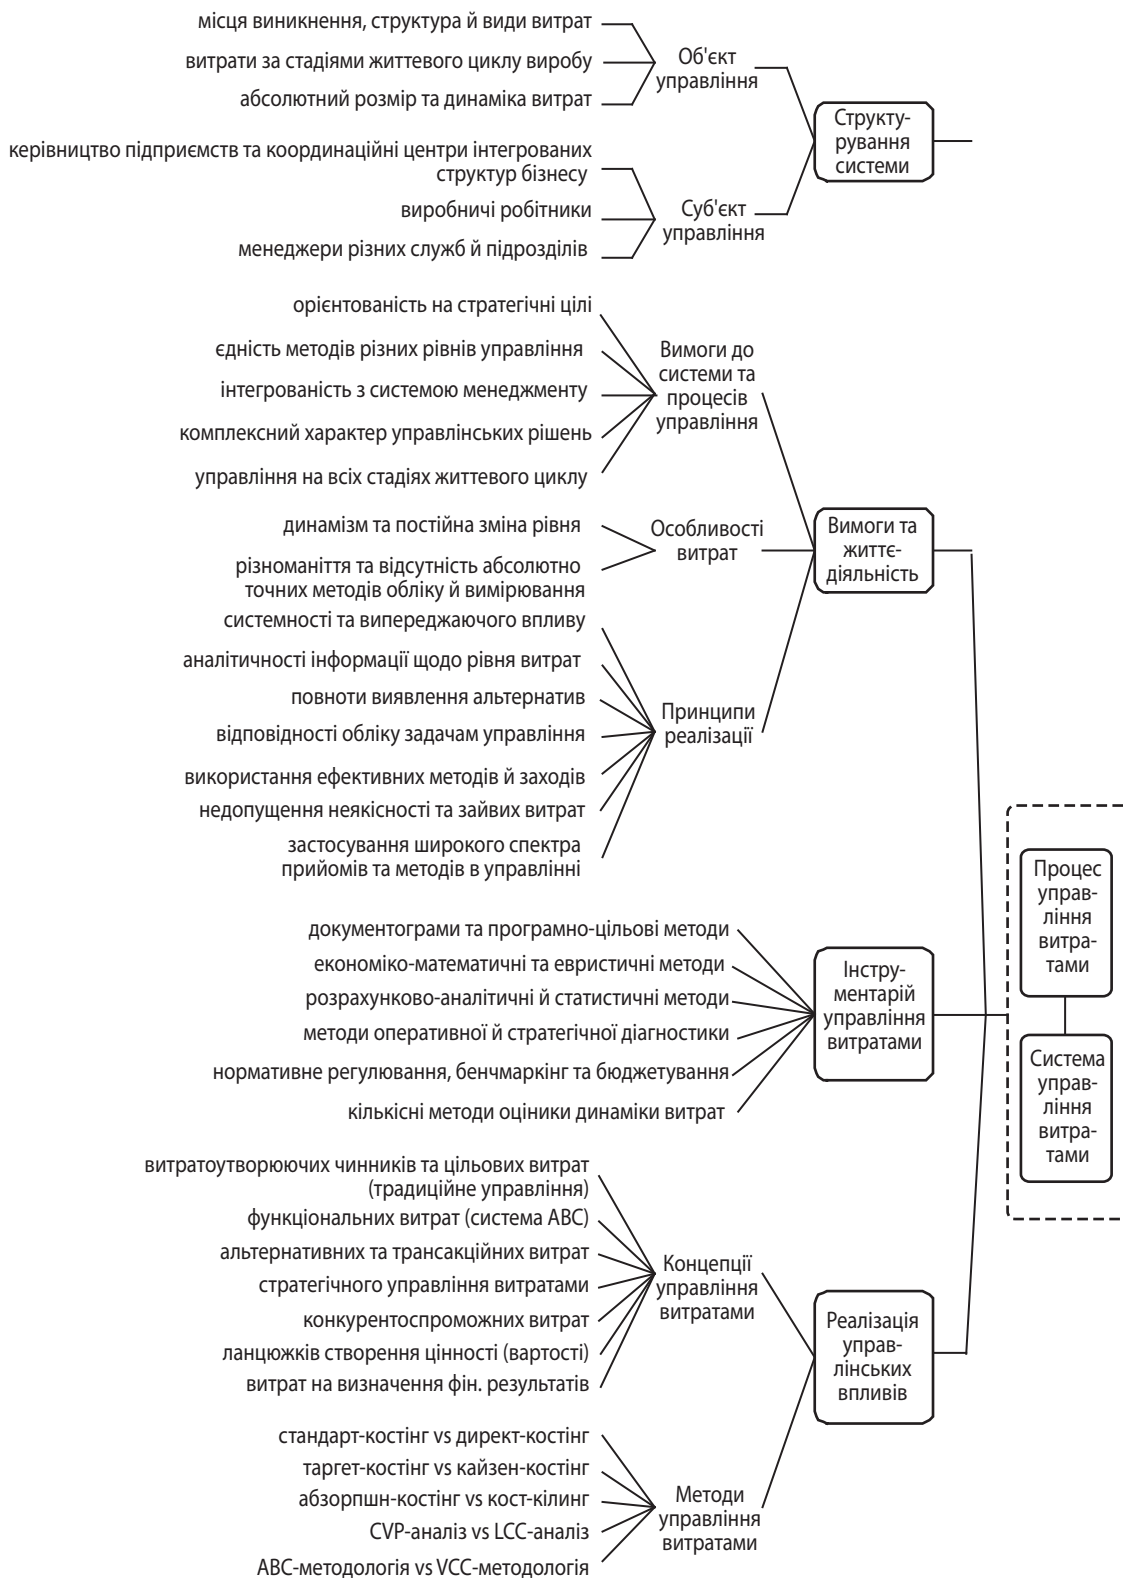 місця виникнення, структура й види витрат
витрати за стадіями життевого циклу виробу
абсолютний розмір та динаміка витрат
Об'єкт
управління
керівництво підприємств та координаційні центри інтегрованих
структур бізнесу
виробничі робітники
менеджери різних служб й підрозділів
Суб'єкт
управління
Структу-
рування
системи
орієнтованість на стратегічні цілі
єдність методів різних рівнів управління
інтегрованість з системою менеджменту
комплексний характер управлінських рішень
управління на всіх стадіях життевого циклу
Вимоги до
системи та
процесів
управління
динамізм та постійна зміна рівня
різноманіття та відсутність абсолютно
точних методів обліку й вимірювання
Особливості
витрат
системності та випереджаючого впливу
аналітичності інформації щодо рівня витрат
повноти виявлення альтернатив
відповідності обліку задачам управління
використання ефективних методів й заходів
недопущення неякісності та зайвих витрат
застосування широкого спектра
прийомів та методів в управлінні
Принципи
реалізації
Вимоги та
життє-
діяльність
документограми та програмно-цільові методи
економіко-математичні та евристичні методи
розрахунково-аналітичні й статистичні методи
методи оперативної й стратегічної діагностики
нормативне регулювання, бенчмаркінг та бюджетування
кількісні методи оціники динаміки витрат
Інстру-
ментарій
управління
витратами
витратоутворюючих чинників та цільових витрат
(традиційне управління)
функціональних витрат (система АВС)
альтернативних та трансакційних витрат
стратегічного управління витратами
конкурентоспроможних витрат
ланцюжків створення цінності (вартості)
витрат на визначення фін. результатів
Концепції
управління
витратами
стандарт-костінг vs директ-костінг
таргет-костінг vs кайзен-костінг
абзорпшн-костінг vs кост-кілинг
CVP-аналіз vs LCC-аналіз
АВС-методологія vs VCC-методологія
Методи
управління
витратами
Реалізація
управ-
лінських
впливів
Процес
управ-
ління
витра-
тами
Система
управ-
ління
витра-
тами